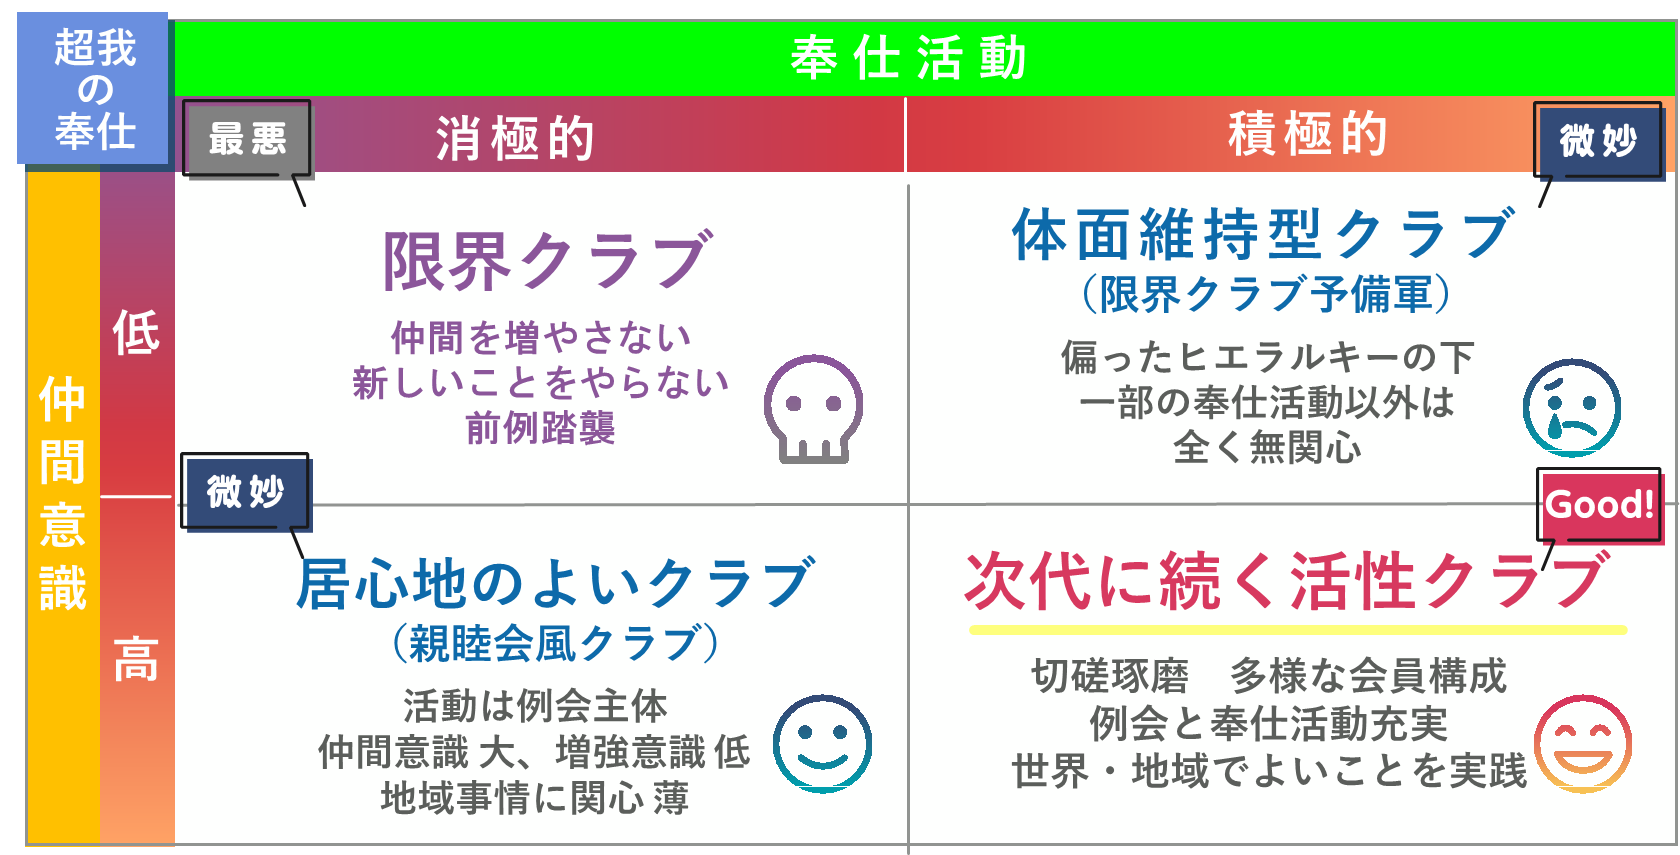 超我
の
奉仕
奉仕活動
最悪
消極的
積極的
微妙
仲間意識
低
高
限界クラブ
仲間を増やさない
新しいことをやらない
前例踏襲
体面維持型クラブ
（限界クラブ予備軍）
偏ったヒエラルキーの下
一部の奉仕活動以外は
全く無関心
微妙
居心地のよいクラブ
（親睦会風クラブ）
活動は例会主体
仲間意識 大、増強意識 低
地域事情に関心 薄
Good!
次代に続く活性クラブ
切磋琢磨　多様な会員構成
例会と奉仕活動充実
世界・地域でよいことを実践